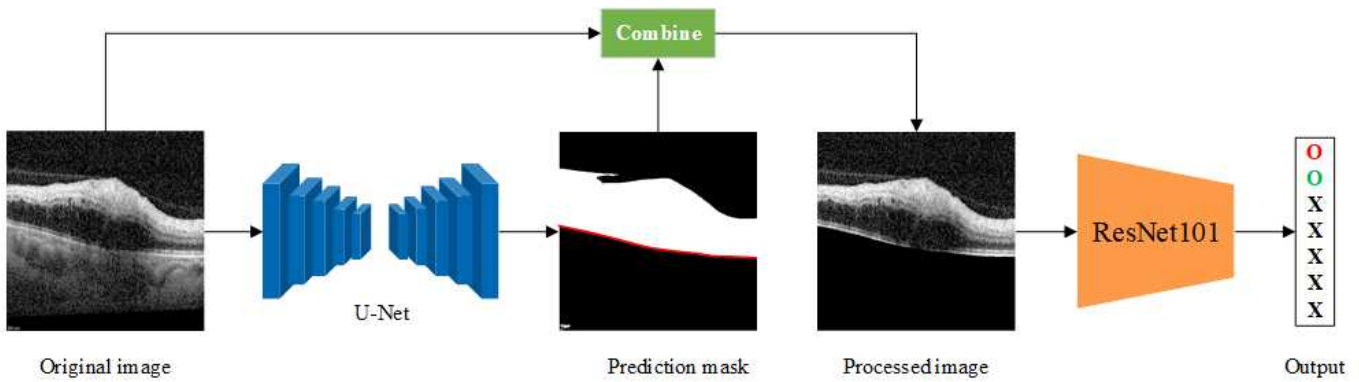 Combine
O
O
X
X
X
X
X
ResNet101
U-Net
Original image
Prediction mask
Processed image
Output